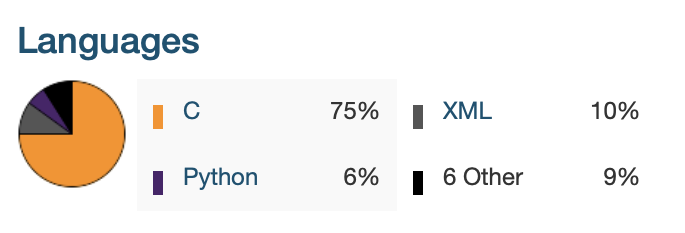 Languages
C 75% XML 10%
Python 6% 6 Other 9%